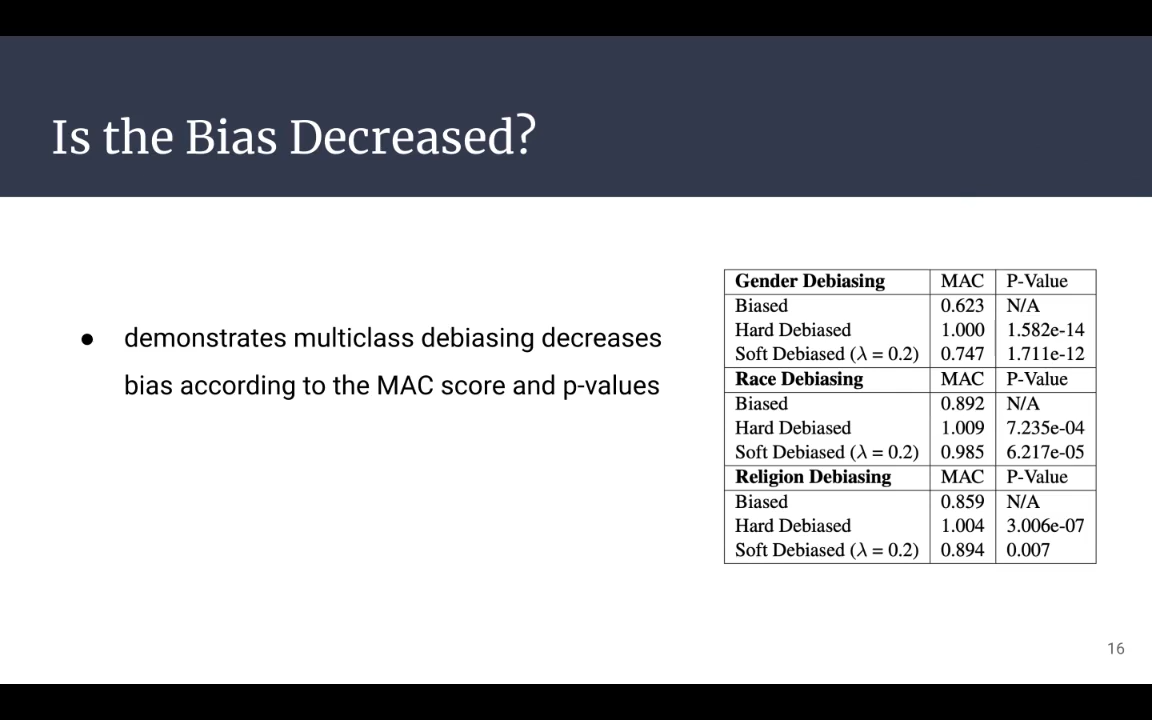 Is the Bias Decreased?
● demonstrates multiclass debiasing decreases
bias according to the MAC score and p-values
Gender Debiasing MAC P-Value
Biased 0.623 N/A
Hard Debiased 1.000 1.582e-14
Soft Debiased (λ = 0.2) 0.747 1.711e-12
Race Debiasing MAC P-Value
Biased 0.892 N/A
Hard Debiased 1.009 7.235e-04
Soft Debiased (λ = 0.2) 0.985 6.217e-05
Religion Debiasing MAC P-Value
Biased 0.859 N/A
Hard Debiased 1.004 3.006e-07
Soft Debiased (λ = 0.2) 0.894 0.007
16